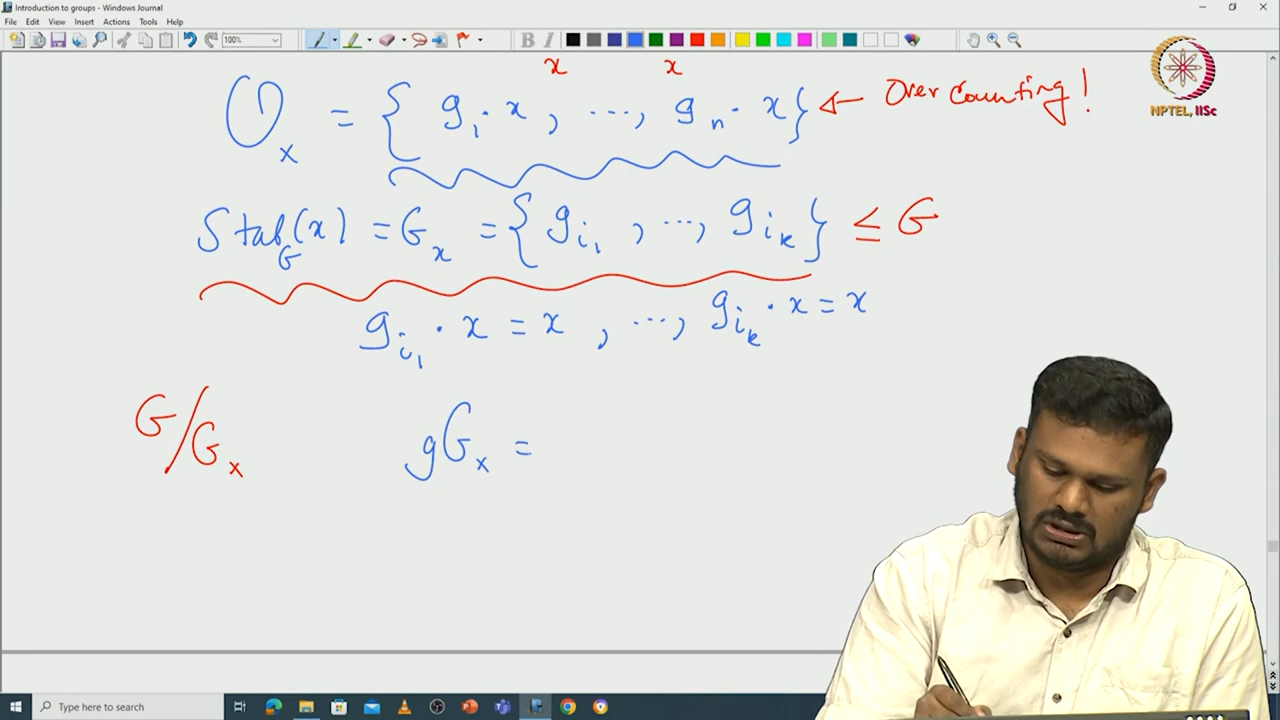 Introduction to groups - Windows Journal
File Edit View Insert Actions Tools Help
100% B I
x x
O_x = { g_1 · x , ..., g_n · x } ← Over counting !
NPTEL, IISc
Stab_G(x) = G_x = { g_{i_1} , ..., g_{i_k} } ≤ G
g_{i_1} · x = x , ..., g_{i_k} · x = x
G/G_x gG_x =
Type here to search